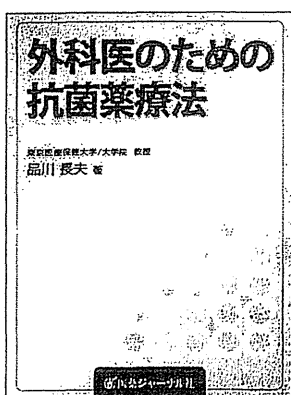 外科医のための
抗菌薬療法
東京医療保健大学/大学院 教授
品川 長夫 著
医薬ジャーナル社